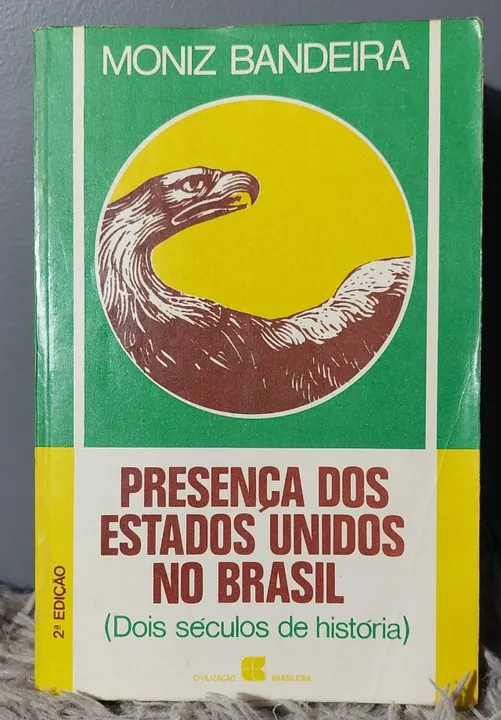 MONIZ BANDEIRA
PRESENÇA DOS
ESTADOS UNIDOS
NO BRASIL
(Dois séculos de história)
2ª EDIÇÃO
CIVILIZAÇÃO BRASILEIRA